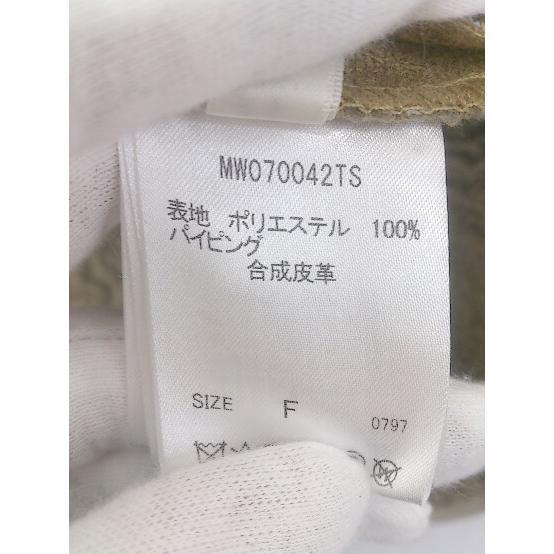 MW070042TS
表地 ポリエステル 100%
パイピング
合成皮革
SIZE F 0797